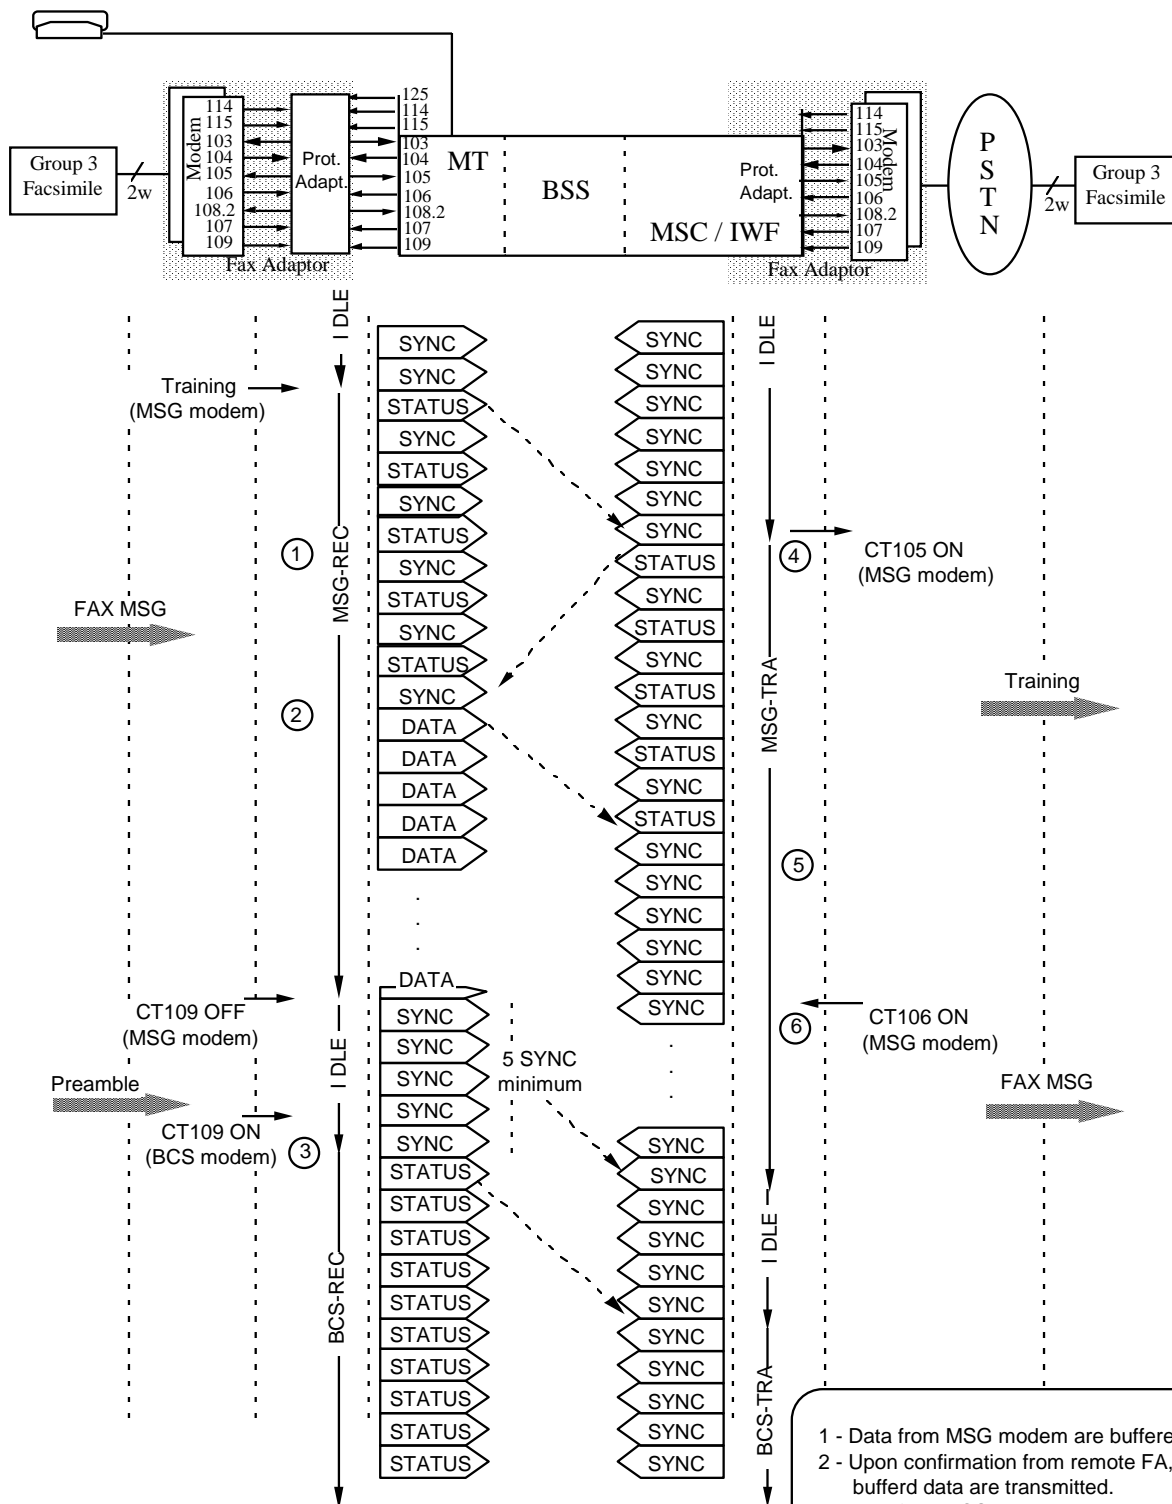 125
114
115
103
104
105
106
108.2
107
109
114
115
103
104
105
106
108.2
107
109
Modem
Group 3
Facsimile
2w
Prot.
Adapt.
Fax Adaptor
MT
BSS
MSC / IWF
Prot.
Adapt.
114
115
103
104
105
106
108.2
107
109
Modem
Fax Adaptor
P
S
T
N
2w
Group 3
Facsimile
I DLE
MSG-REC
I DLE
BCS-REC
Training
(MSG modem)
1
FAX MSG
2
CT109 OFF
(MSG modem)
Preamble
CT109 ON
(BCS modem)
3
SYNC
SYNC
STATUS
SYNC
STATUS
SYNC
STATUS
SYNC
STATUS
SYNC
STATUS
SYNC
DATA
DATA
DATA
DATA
DATA
.
.
.
DATA
SYNC
SYNC
SYNC
SYNC
SYNC
STATUS
STATUS
STATUS
STATUS
STATUS
STATUS
STATUS
STATUS
STATUS
STATUS
5 SYNC
minimum
SYNC
SYNC
SYNC
SYNC
SYNC
SYNC
SYNC
STATUS
SYNC
STATUS
SYNC
STATUS
SYNC
STATUS
SYNC
STATUS
SYNC
SYNC
SYNC
SYNC
SYNC
SYNC
.
.
.
SYNC
SYNC
SYNC
SYNC
SYNC
SYNC
SYNC
SYNC
SYNC
SYNC
SYNC
I DLE
MSG-TRA
I DLE
BCS-TRA
4
CT105 ON
(MSG modem)
Training
5
6
CT106 ON
(MSG modem)
FAX MSG
1 - Data from MSG modem are buffere
2 - Upon confirmation from remote FA,
bufferd data are transmitted.